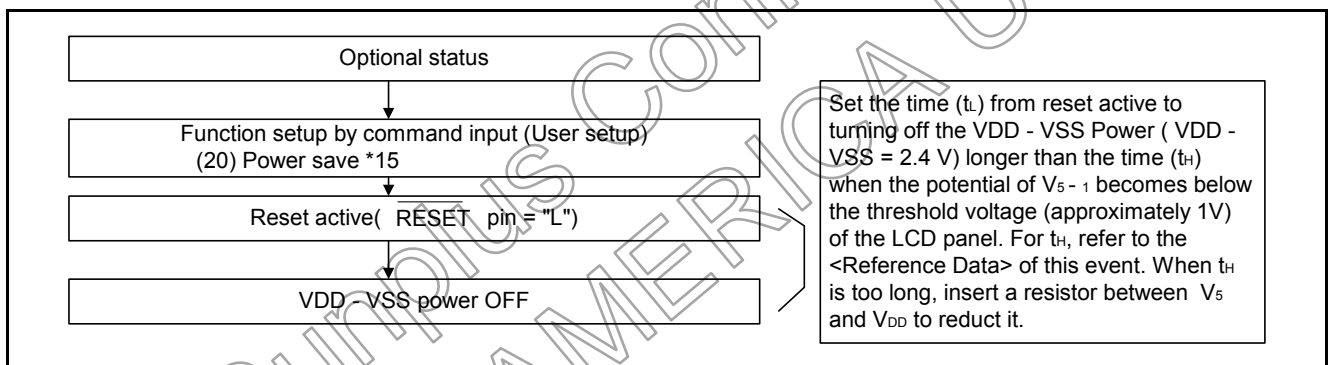 Optional status
Function setup by command input (User setup)
(20) Power save *15
Reset active( RESET pin = "L")
VDD - VSS power OFF
Set the time (tL) from reset active to
turning off the VDD - VSS Power ( VDD -
VSS = 2.4 V) longer than the time (tH)
when the potential of V5 - 1 becomes below
the threshold voltage (approximately 1V)
of the LCD panel. For tH, refer to the
<Reference Data> of this event. When tH
is too long, insert a resistor between V5
and VDD to reduct it.
Sunplus Con
AMERICA U